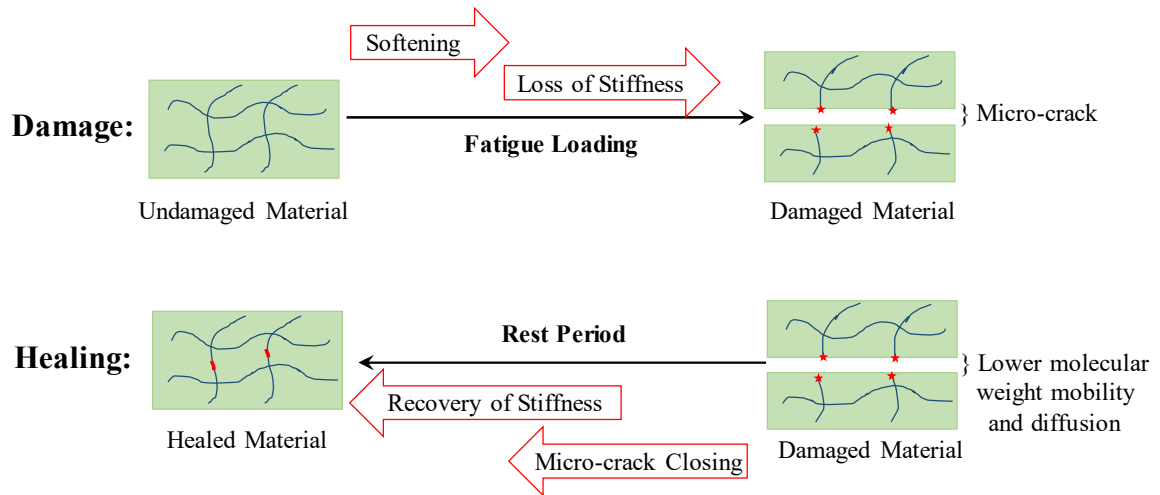 Softening
Loss of Stiffness
Damage:
Fatigue Loading
} Micro-crack
Undamaged Material
Damaged Material
Healing:
Rest Period
Recovery of Stiffness
Micro-crack Closing
Healed Material
} Lower molecular
weight mobility
and diffusion
Damaged Material